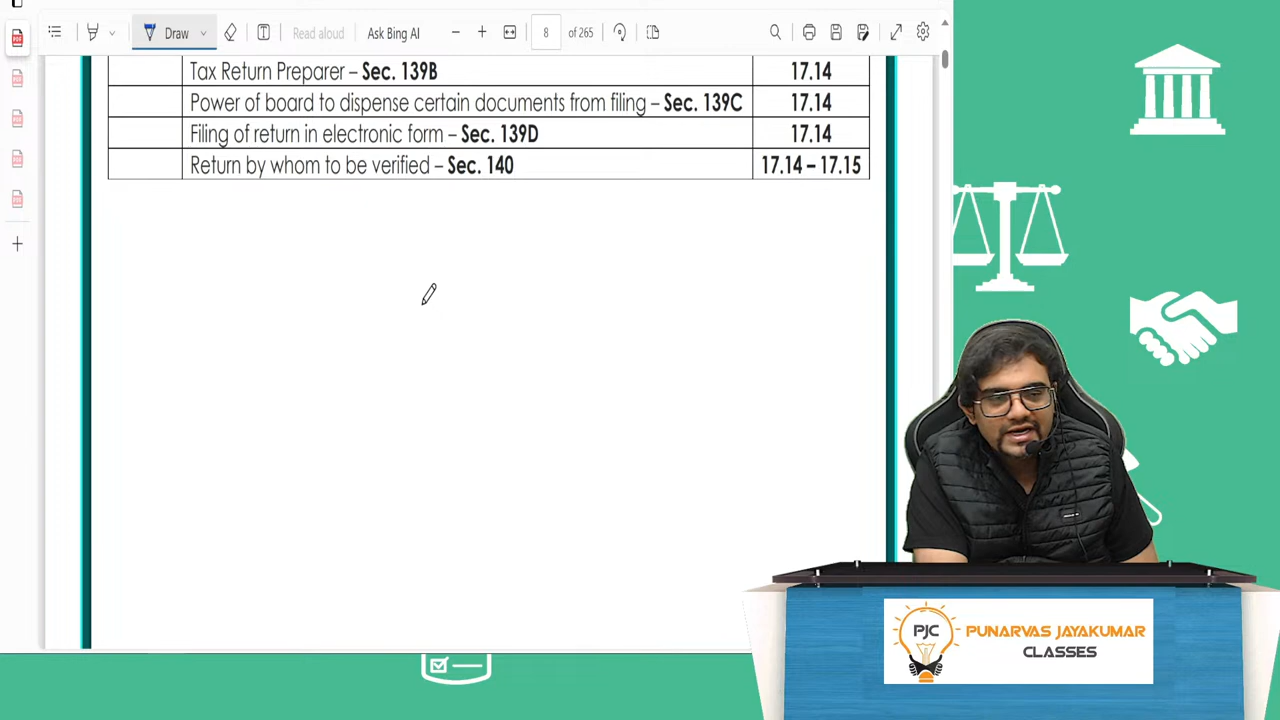 Draw
Read aloud
Ask Bing AI
8
of 265
Tax Return Preparer – Sec. 139B
17.14
Power of board to dispense certain documents from filing – Sec. 139C
17.14
Filing of return in electronic form – Sec. 139D
17.14
Return by whom to be verified – Sec. 140
17.14 – 17.15
PJC
PUNARVAS JAYAKUMAR
CLASSES